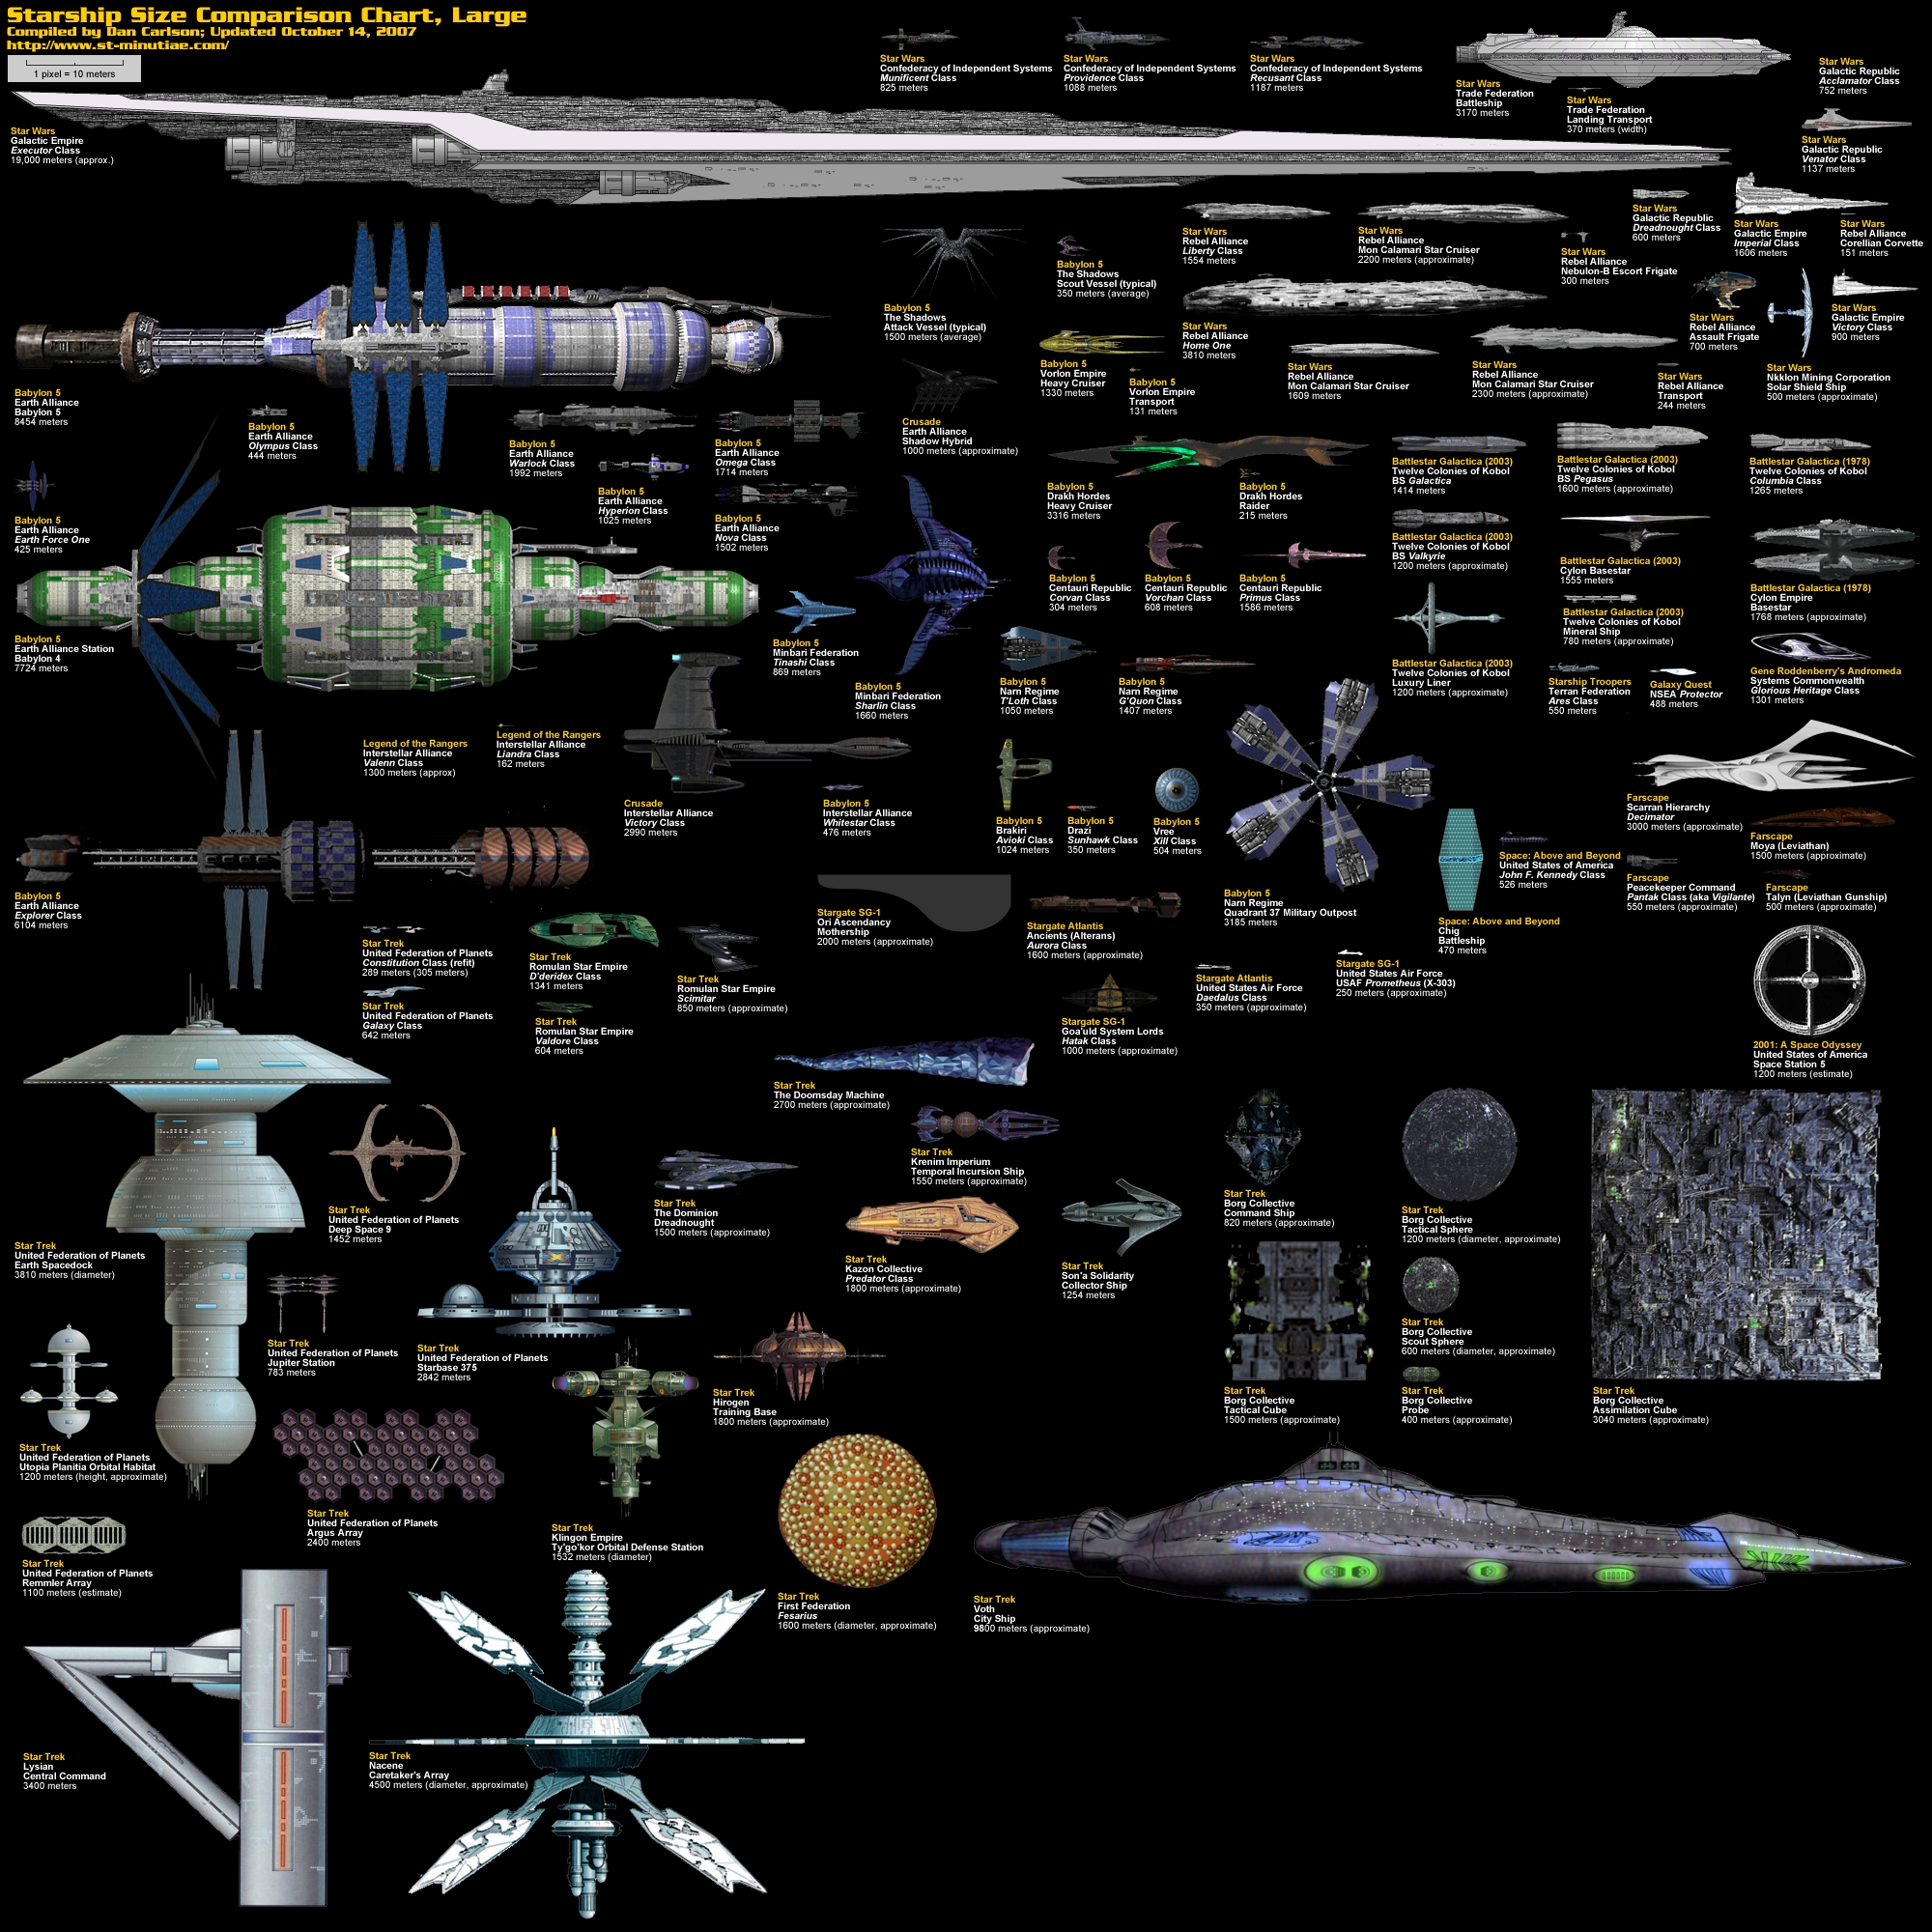 Starship Size Comparison Chart, Large
Compiled by Dan Carlson; Updated October 14, 2007
http://www.st-minutiae.com/
1 pixel = 10 meters
Star Wars
Confederacy of Independent Systems
Munificent Class
825 meters
Star Wars
Confederacy of Independent Systems
Providence Class
1088 meters
Star Wars
Confederacy of Independent Systems
Recusant Class
1187 meters
Star Wars
Trade Federation
Battleship
3170 meters
Star Wars
Trade Federation
Landing Transport
370 meters (width)
Star Wars
Galactic Republic
Acclamator Class
752 meters
Star Wars
Galactic Empire
Executor Class
19,000 meters (approx.)
Star Wars
Galactic Republic
Venator Class
1137 meters
Star Wars
Galactic Republic
Dreadnought Class
600 meters
Star Wars
Galactic Empire
Imperial Class
1606 meters
Star Wars
Rebel Alliance
Corellian Corvette
151 meters
Star Wars
Rebel Alliance
Liberty Class
1554 meters
Star Wars
Rebel Alliance
Mon Calamari Star Cruiser
2200 meters (approximate)
Star Wars
Rebel Alliance
Nebulon-B Escort Frigate
300 meters
Babylon 5
The Shadows
Scout Vessel (typical)
350 meters (average)
Babylon 5
The Shadows
Attack Vessel (typical)
1500 meters (average)
Star Wars
Rebel Alliance
Home One
3810 meters
Star Wars
Rebel Alliance
Assault Frigate
700 meters
Star Wars
Galactic Empire
Victory Class
900 meters
Babylon 5
Vorlon Empire
Heavy Cruiser
1330 meters
Babylon 5
Vorlon Empire
Transport
131 meters
Star Wars
Rebel Alliance
Mon Calamari Star Cruiser
1609 meters
Star Wars
Rebel Alliance
Mon Calamari Star Cruiser
2300 meters (approximate)
Star Wars
Rebel Alliance
Transport
244 meters
Star Wars
Nkklon Mining Corporation
Solar Shield Ship
500 meters (approximate)
Babylon 5
Earth Alliance
Babylon 5
8454 meters
Babylon 5
Earth Alliance
Olympus Class
444 meters
Babylon 5
Earth Alliance
Warlock Class
1992 meters
Babylon 5
Earth Alliance
Omega Class
1714 meters
Crusade
Earth Alliance
Shadow Hybrid
1000 meters (approximate)
Babylon 5
Earth Alliance
Hyperion Class
1025 meters
Babylon 5
Earth Alliance
Nova Class
1502 meters
Babylon 5
Drakh Hordes
Heavy Cruiser
3316 meters
Babylon 5
Drakh Hordes
Raider
215 meters
Battlestar Galactica (2003)
Twelve Colonies of Kobol
BS Galactica
1414 meters
Battlestar Galactica (2003)
Twelve Colonies of Kobol
BS Pegasus
1600 meters (approximate)
Battlestar Galactica (1978)
Twelve Colonies of Kobol
Columbia Class
1265 meters
Babylon 5
Earth Alliance
Earth Force One
425 meters
Battlestar Galactica (2003)
Twelve Colonies of Kobol
BS Valkyrie
1200 meters (approximate)
Battlestar Galactica (2003)
Cylon Basestar
1555 meters
Battlestar Galactica (1978)
Cylon Empire
Basestar
1768 meters (approximate)
Babylon 5
Centauri Republic
Corvan Class
304 meters
Babylon 5
Centauri Republic
Vorchan Class
608 meters
Babylon 5
Centauri Republic
Primus Class
1586 meters
Battlestar Galactica (2003)
Twelve Colonies of Kobol
Mineral Ship
780 meters (approximate)
Babylon 5
Earth Alliance Station
Babylon 4
7724 meters
Babylon 5
Minbari Federation
Tinashi Class
869 meters
Babylon 5
Minbari Federation
Sharlin Class
1660 meters
Babylon 5
Narn Regime
T'Loth Class
1050 meters
Babylon 5
Narn Regime
G'Quon Class
1407 meters
Battlestar Galactica (2003)
Twelve Colonies of Kobol
Luxury Liner
1200 meters (approximate)
Starship Troopers
Terran Federation
Ares Class
550 meters
Galaxy Quest
NSEA Protector
488 meters
Gene Roddenberry's Andromeda
Systems Commonwealth
Glorious Heritage Class
1301 meters
Legend of the Rangers
Interstellar Alliance
Valenn Class
1300 meters (approx)
Legend of the Rangers
Interstellar Alliance
Liandra Class
162 meters
Crusade
Interstellar Alliance
Victory Class
2990 meters
Babylon 5
Interstellar Alliance
Whitestar Class
476 meters
Babylon 5
Brakiri
Avioki Class
1024 meters
Babylon 5
Drazi
Sunhawk Class
350 meters
Babylon 5
Vree
Xill Class
504 meters
Farscape
Scarran Hierarchy
Decimator
3000 meters (approximate)
Farscape
Moya (Leviathan)
1500 meters (approximate)
Space: Above and Beyond
United States of America
John F. Kennedy Class
526 meters
Farscape
Peacekeeper Command
Pantak Class (aka Vigilante)
550 meters (approximate)
Farscape
Talyn (Leviathan Gunship)
500 meters (approximate)
Babylon 5
Earth Alliance
Explorer Class
6104 meters
Babylon 5
Narn Regime
Quadrant 37 Military Outpost
3185 meters
Space: Above and Beyond
Chig
Battleship
470 meters
Stargate SG-1
Ori Ascendancy
Mothership
2000 meters (approximate)
Stargate Atlantis
Ancients (Alterans)
Aurora Class
1600 meters (approximate)
Star Trek
United Federation of Planets
Constitution Class (refit)
289 meters (305 meters)
Star Trek
Romulan Star Empire
D'deridex Class
1341 meters
Star Trek
Romulan Star Empire
Scimitar
850 meters (approximate)
Stargate Atlantis
United States Air Force
Daedalus Class
350 meters (approximate)
Stargate SG-1
United States Air Force
USAF Prometheus (X-303)
250 meters (approximate)
Star Trek
United Federation of Planets
Galaxy Class
642 meters
Star Trek
Romulan Star Empire
Valdore Class
604 meters
Stargate SG-1
Goa'uld System Lords
Hatak Class
1000 meters (approximate)
2001: A Space Odyssey
United States of America
Space Station 5
1200 meters (estimate)
Star Trek
The Doomsday Machine
2700 meters (approximate)
Star Trek
Krenim Imperium
Temporal Incursion Ship
1550 meters (approximate)
Star Trek
United Federation of Planets
Deep Space 9
1452 meters
Star Trek
The Dominion
Dreadnought
1500 meters (approximate)
Star Trek
Borg Collective
Command Ship
820 meters (approximate)
Star Trek
Borg Collective
Tactical Sphere
1200 meters (diameter, approximate)
Star Trek
United Federation of Planets
Earth Spacedock
3810 meters (diameter)
Star Trek
Kazon Collective
Predator Class
1800 meters (approximate)
Star Trek
Son'a Solidarity
Collector Ship
1254 meters
Star Trek
Borg Collective
Scout Sphere
600 meters (diameter, approximate)
Star Trek
United Federation of Planets
Jupiter Station
783 meters
Star Trek
United Federation of Planets
Starbase 375
2842 meters
Star Trek
Hirogen
Training Base
1800 meters (approximate)
Star Trek
Borg Collective
Tactical Cube
1500 meters (approximate)
Star Trek
Borg Collective
Probe
400 meters (approximate)
Star Trek
Borg Collective
Assimilation Cube
3040 meters (approximate)
Star Trek
United Federation of Planets
Utopia Planitia Orbital Habitat
1200 meters (height, approximate)
Star Trek
United Federation of Planets
Argus Array
2400 meters
Star Trek
Klingon Empire
Ty'go'kor Orbital Defense Station
1532 meters (diameter)
Star Trek
United Federation of Planets
Remmler Array
1100 meters (estimate)
Star Trek
First Federation
Fesarius
1600 meters (diameter, approximate)
Star Trek
Voth
City Ship
9800 meters (approximate)
Star Trek
Lysian
Central Command
3400 meters
Star Trek
Nacene
Caretaker's Array
4500 meters (diameter, approximate)